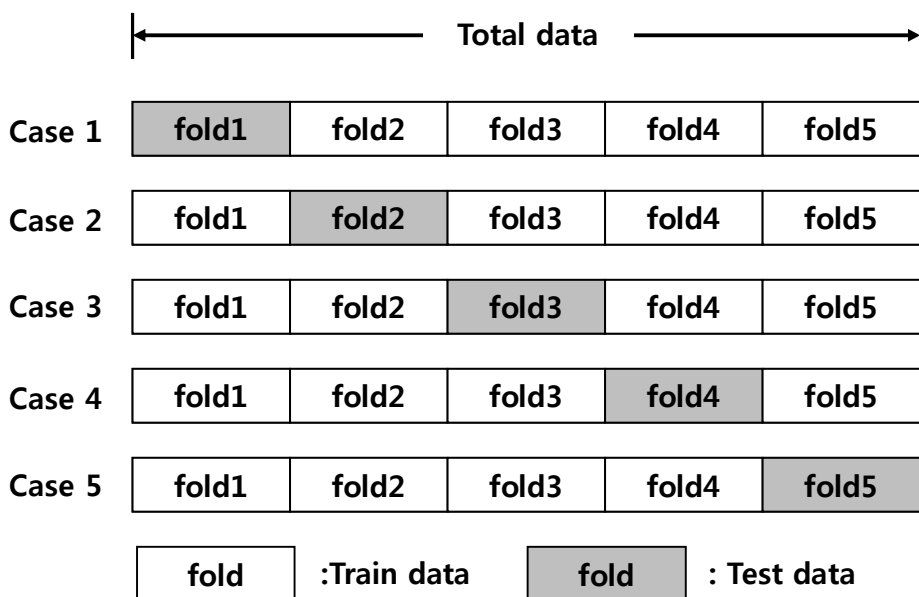 Total data
Case 1 fold1 fold2 fold3 fold4 fold5
Case 2 fold1 fold2 fold3 fold4 fold5
Case 3 fold1 fold2 fold3 fold4 fold5
Case 4 fold1 fold2 fold3 fold4 fold5
Case 5 fold1 fold2 fold3 fold4 fold5
fold :Train data fold : Test data